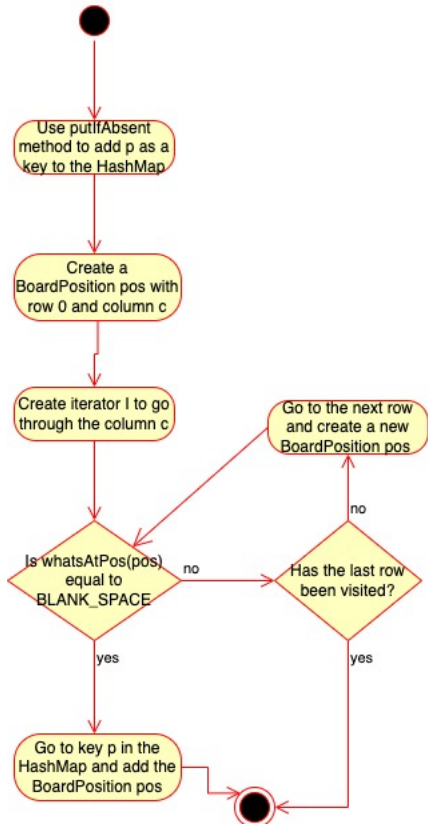 Use putIfAbsent
method to add p as a
key to the HashMap
Create a
BoardPosition pos with
row 0 and column c
Create iterator I to go
through the column c
Go to the next row
and create a new
BoardPosition pos
no
Is whatsAtPos(pos)
equal to
BLANK_SPACE
no
Has the last row
been visited?
yes
yes
Go to key p in the
HashMap and add the
BoardPosition pos